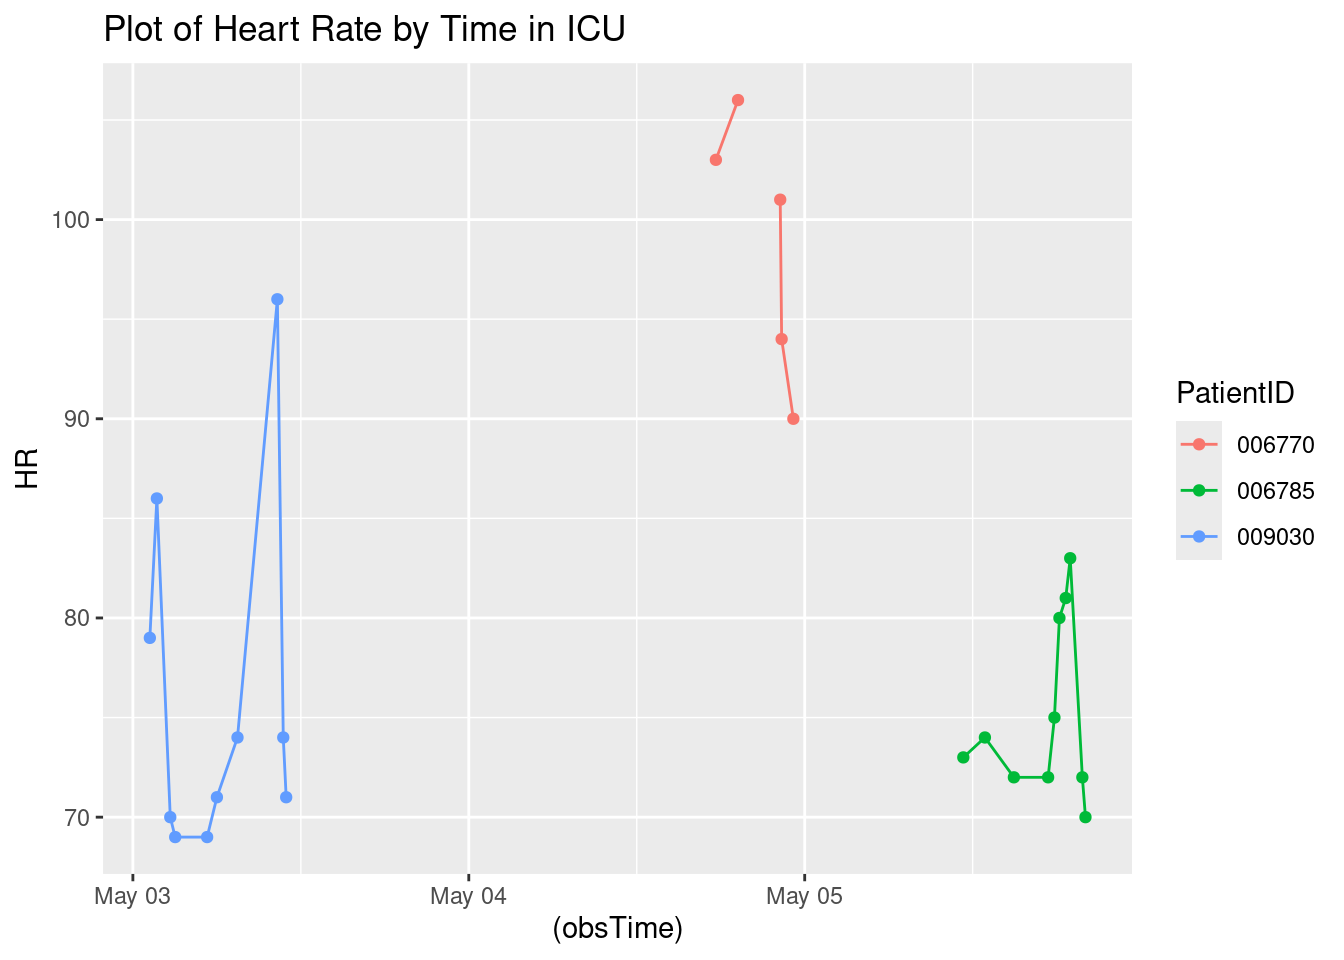 Plot of Heart Rate by Time in ICU
100
90
80
70
HR
May 03
May 04
May 05
(obsTime)
PatientID
006770
006785
009030